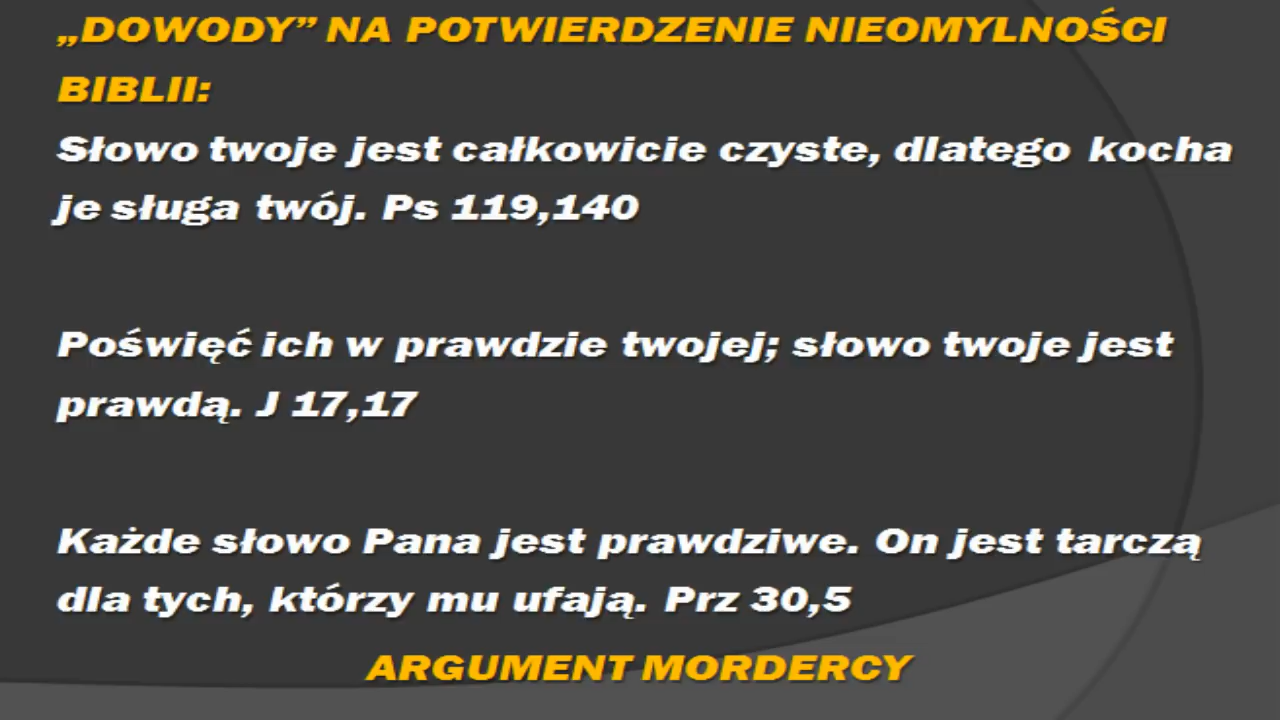 „DOWODY” NA POTWIERDZENIE NIEOMYLNOŚCI
BIBLII:
Słowo twoje jest całkowicie czyste, dlatego kocha
je sługa twój. Ps 119,140
Poświęć ich w prawdzie twojej; słowo twoje jest
prawdą. J 17,17
Każde słowo Pana jest prawdziwe. On jest tarczą
dla tych, którzy mu ufają. Prz 30,5
ARGUMENT MORDERCY